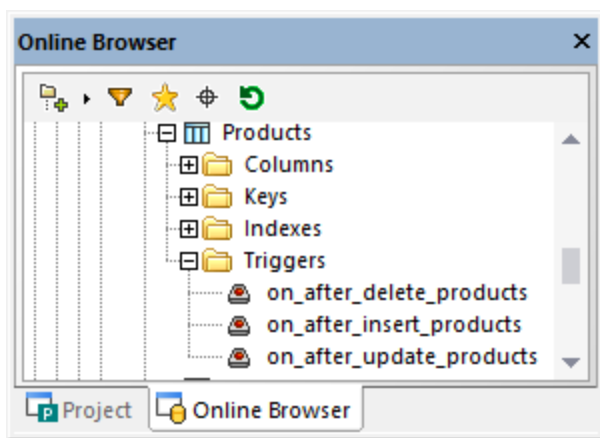 Online Browser
Products
Columns
Keys
Indexes
Triggers
on_after_delete_products
on_after_insert_products
on_after_update_products
Project
Online Browser